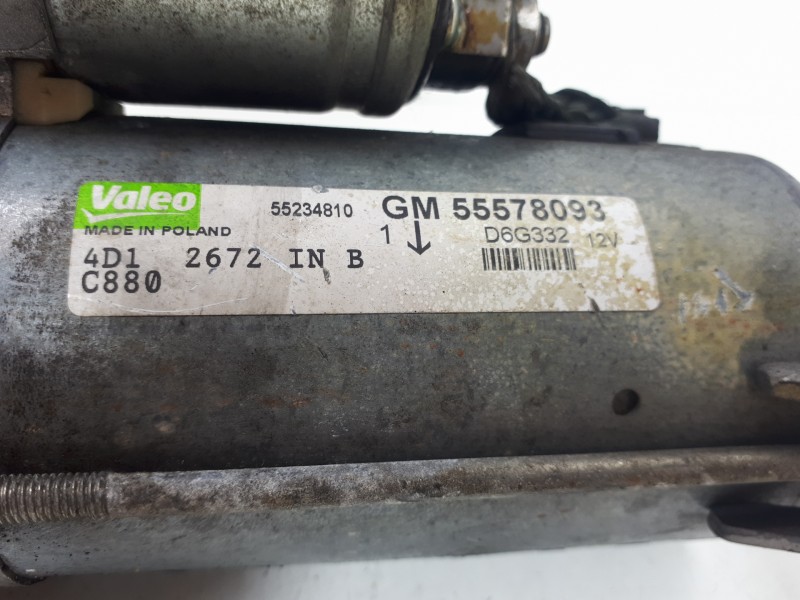 Valeo 55234810 GM 55578093
MADE IN POLAND 1 ↓ D6G332 12V
4D1 2672 IN B
C880